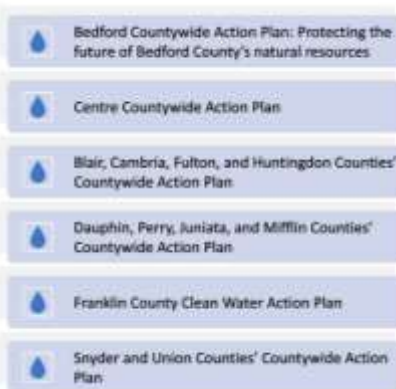 Bedford Countywide Action Plan: Protecting the
future of Bedford County's natural resources
Centre Countywide Action Plan
Blair, Cambria, Fulton, and Huntingdon Counties'
Countywide Action Plan
Dauphin, Perry, Juniata, and Mifflin Counties'
Countywide Action Plan
Franklin County Clean Water Action Plan
Snyder and Union Counties' Countywide Action
Plan